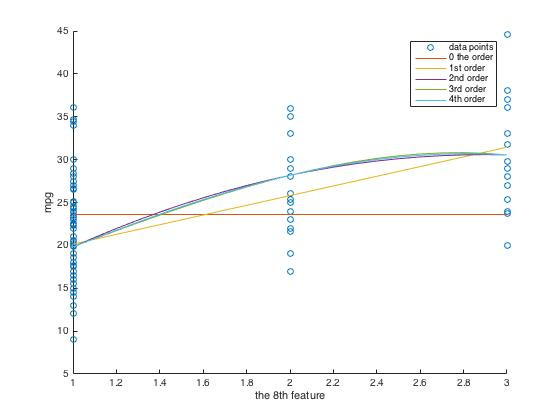 45
40
35
30
25
20
15
10
5
mpg
data points
0 the order
1st order
2nd order
3rd order
4th order
1 1.2 1.4 1.6 1.8 2 2.2 2.4 2.6 2.8 3
the 8th feature